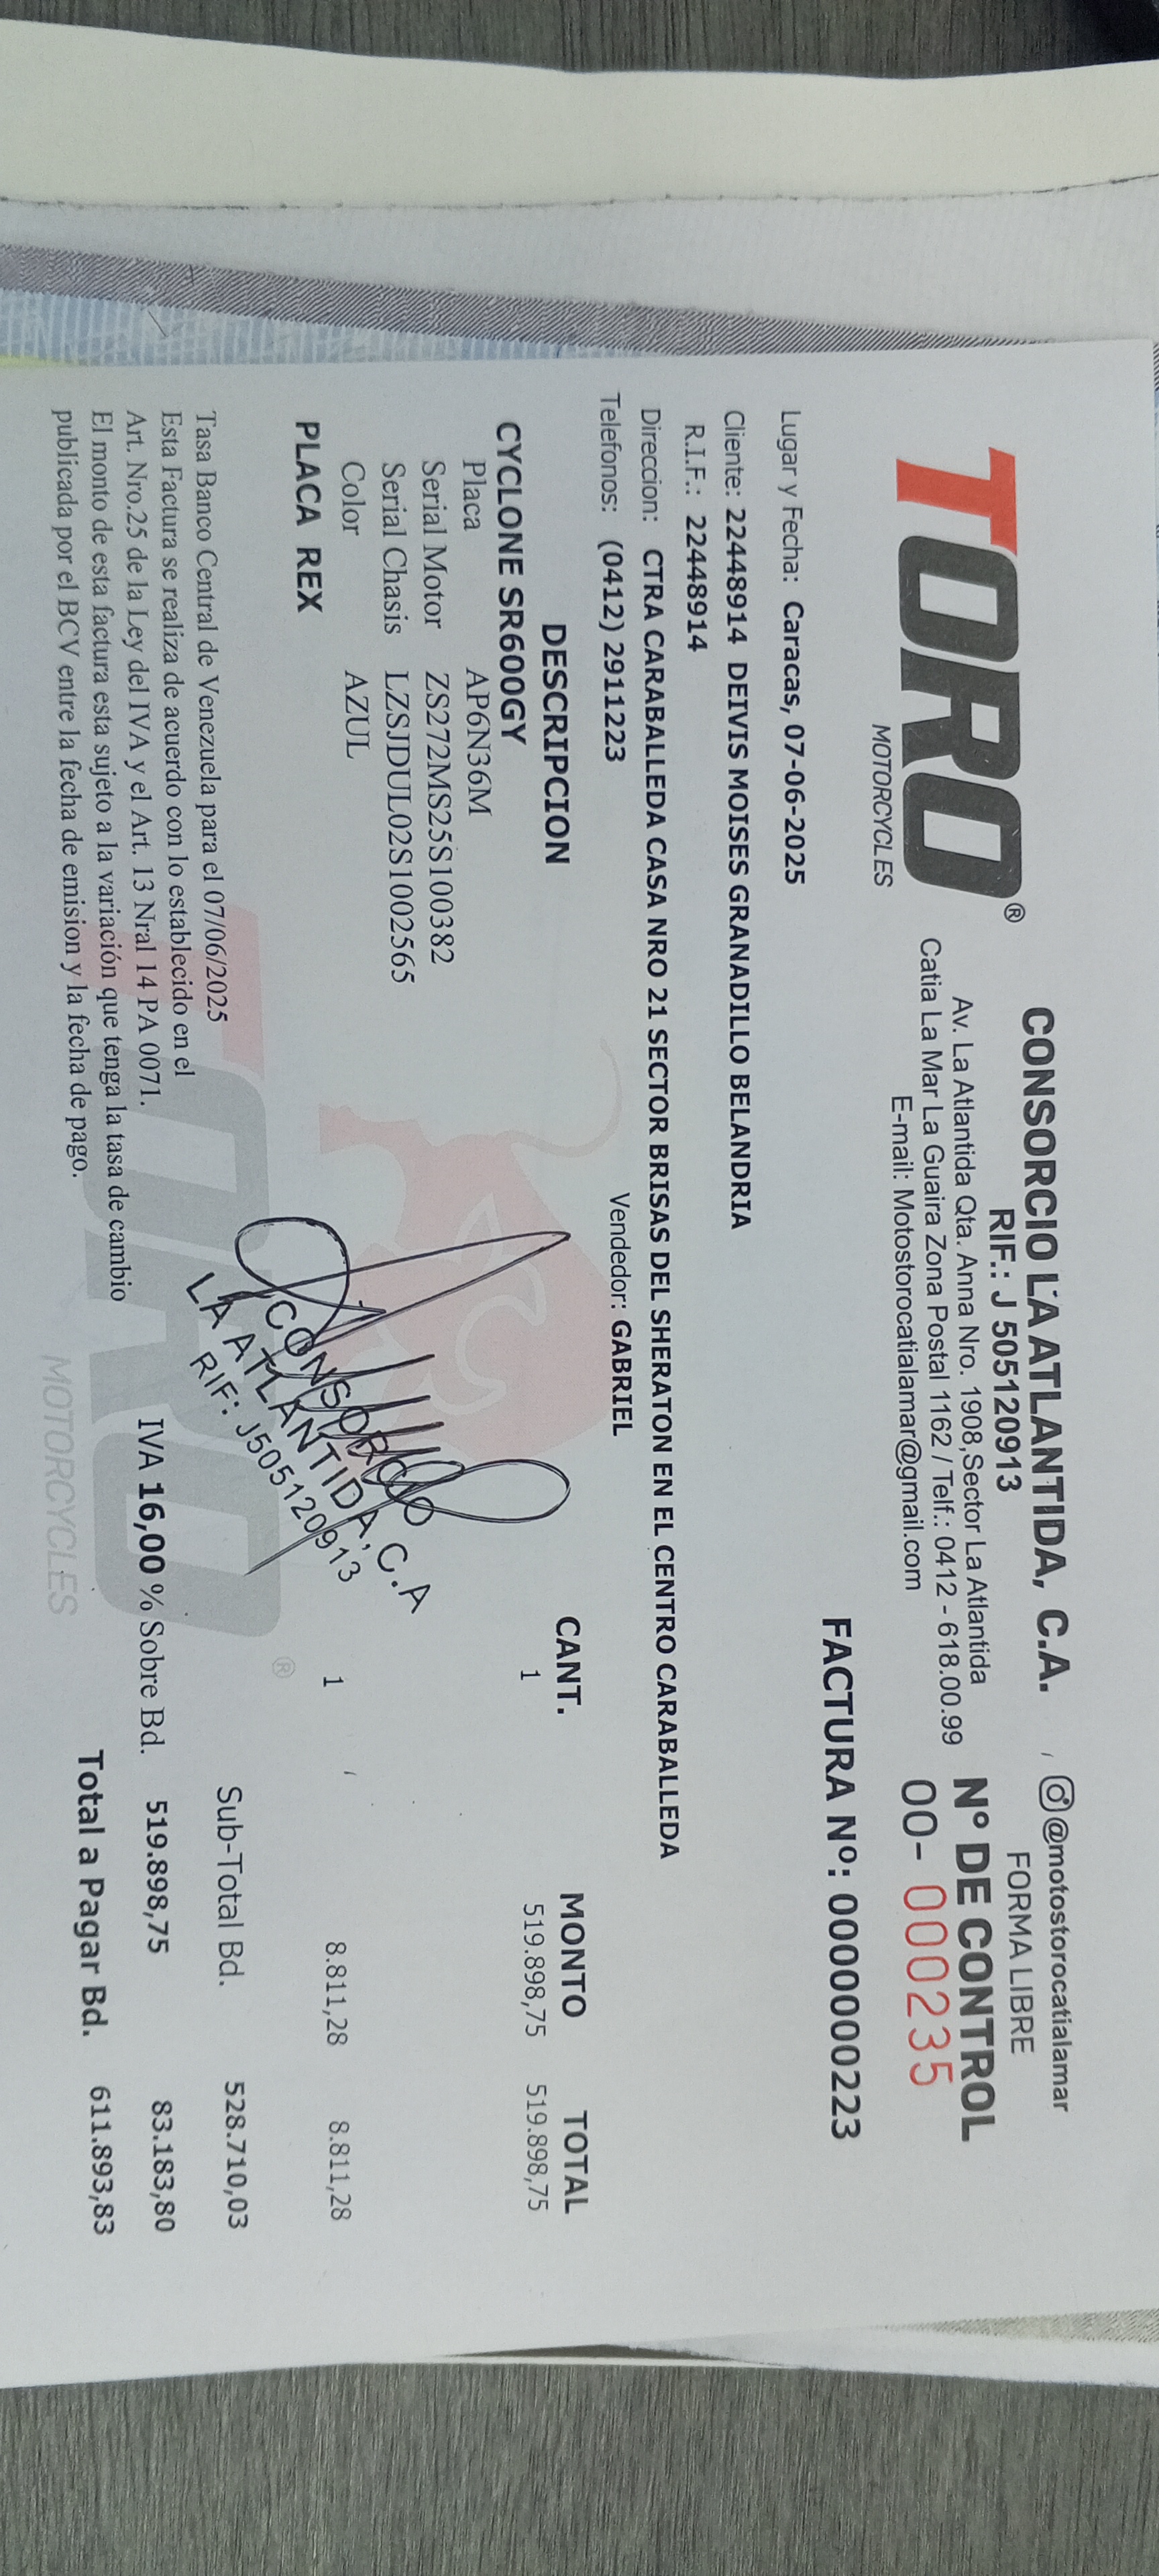 TORO®
MOTORCYCLES
CONSORCIO LA ATLANTIDA, C.A.
RIF.: J 505120913
Av. La Atlantida Qta. Anna Nro. 1908,Sector La Atlantida
Catia La Mar La Guaira Zona Postal 1162 / Telf.: 0412 - 618.00.99
E-mail: Motostorocatialamar@gmail.com
@motostorocatialamar
FORMA LIBRE
Nº DE CONTROL
00- 000235
FACTURA Nº: 0000000223
Lugar y Fecha: Caracas, 07-06-2025
Cliente: 22448914 DEIVIS MOISES GRANADILLO BELANDRIA
R.I.F.: 22448914
Direccion: CTRA CARABALLEDA CASA NRO 21 SECTOR BRISAS DEL SHERATON EN EL CENTRO CARABALLEDA
Telefonos: (0412) 2911223 Vendedor: GABRIEL
DESCRIPCION CANT. MONTO TOTAL
CYCLONE SR600GY 1 519.898,75 519.898,75
Placa AP6N36M
Serial Motor ZS272MS25S100382
Serial Chasis LZSJDUL02S1002565
Color AZUL
PLACA REX 1 8.811,28 8.811,28
CONSORCIO
LA ATLANTIDA, C.A
RIF: J505120913
Tasa Banco Central de Venezuela para el 07/06/2025
Esta Factura se realiza de acuerdo con lo establecido en el
Art. Nro.25 de la Ley del IVA y el Art. 13 Nral 14 PA 0071.
El monto de esta factura esta sujeto a la variación que tenga la tasa de cambio
publicada por el BCV entre la fecha de emision y la fecha de pago.
Sub-Total Bd. 528.710,03
IVA 16,00 % Sobre Bd. 519.898,75 83.183,80
Total a Pagar Bd. 611.893,83
TORO®
MOTORCYCLES